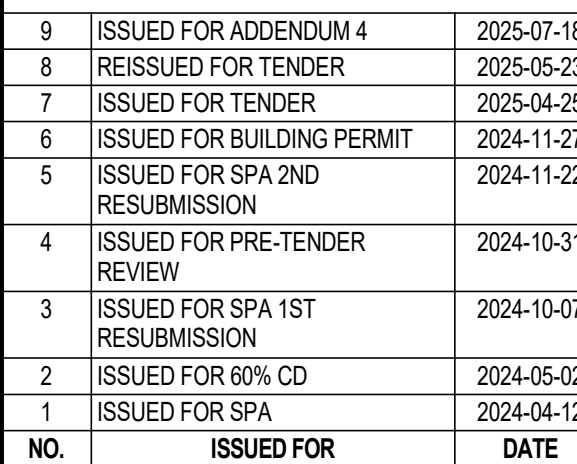 9 ISSUED FOR ADDENDUM 4 2025-07-18
8 REISSUED FOR TENDER 2025-05-23
7 ISSUED FOR TENDER 2025-04-25
6 ISSUED FOR BUILDING PERMIT 2024-11-27
5 ISSUED FOR SPA 2ND 2024-11-22
RESUBMISSION
4 ISSUED FOR PRE-TENDER 2024-10-31
REVIEW
3 ISSUED FOR SPA 1ST 2024-10-07
RESUBMISSION
2 ISSUED FOR 60% CD 2024-05-02
1 ISSUED FOR SPA 2024-04-12
NO. ISSUED FOR DATE